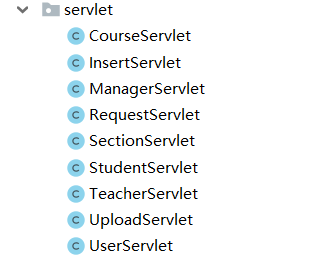 servlet
CourseServlet
InsertServlet
ManagerServlet
RequestServlet
SectionServlet
StudentServlet
TeacherServlet
UploadServlet
UserServlet